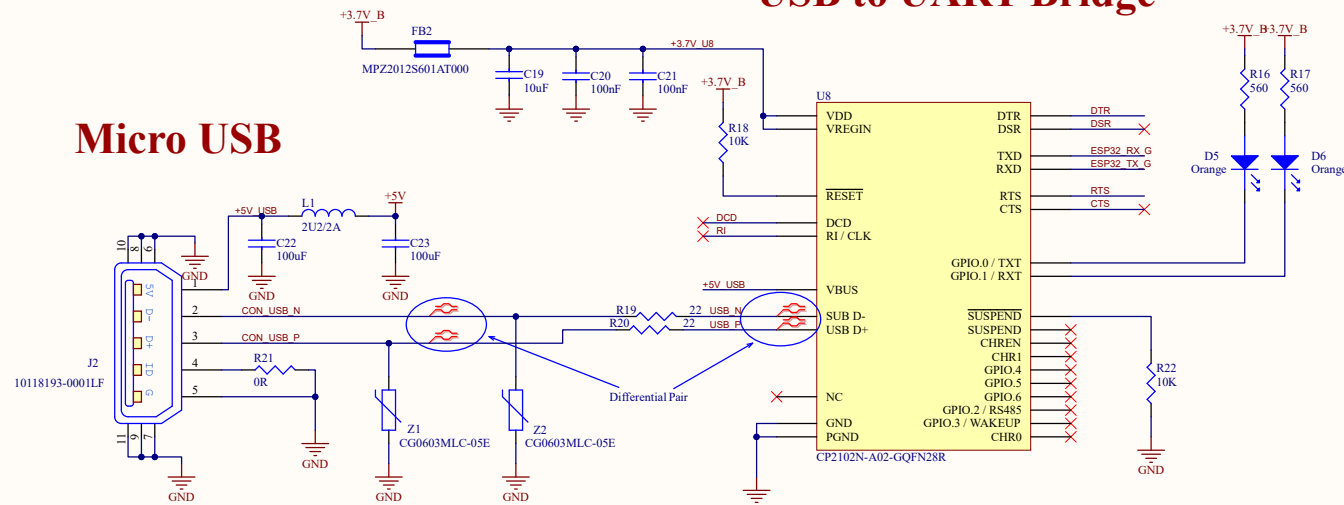 USB to UART Bridge
+3.7V_B
FB2
MPZ2012S601AT000
+3.7V_U8
C19
10uF
C20
100nF
C21
100nF
+3.7V_B
R18
10K
+3.7V_B
+3.7V_B
R16
560
R17
560
D5
Orange
D6
Orange
Micro USB
U8
VDD
VREGIN
RESET
DCD
RI / CLK
VBUS
SUB D-
USB D+
NC
GND
PGND
DTR
DSR
TXD
RXD
RTS
CTS
GPIO.0 / TXT
GPIO.1 / RXT
SUSPEND
SUSPEND
CHREN
CHR1
GPIO.4
GPIO.5
GPIO.6
GPIO.2 / RS485
GPIO.3 / WAKEUP
CHR0
CP2102N-A02-GQFN28R
DTR
DSR
ESP32_RX_G
ESP32_TX_G
RTS
CTS
DCD
RI
+5V_USB
L1
2U2/2A
+5V
C22
100uF
C23
100uF
GND
GND
GND
10
8
6
5V
D-
D+
ID
G
1
2
3
4
5
11
9
7
J2
10118193-0001LF
CON_USB_N
CON_USB_P
R21
0R
GND
GND
R19
22
R20
22
USB_N
USB_P
+5V_USB
Differential Pair
Z1
CG0603MLC-05E
GND
Z2
CG0603MLC-05E
GND
R22
10K
GND